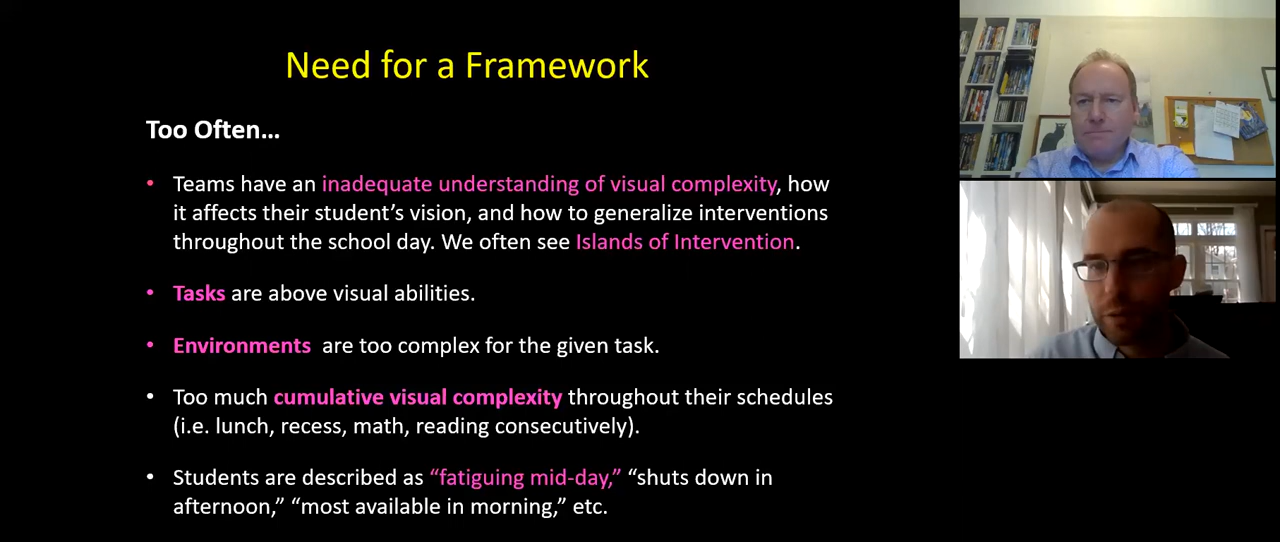 Need for a Framework
Too Often…
• Teams have an inadequate understanding of visual complexity, how
it affects their student’s vision, and how to generalize interventions
throughout the school day. We often see Islands of Intervention.
• Tasks are above visual abilities.
• Environments  are too complex for the given task.
• Too much cumulative visual complexity throughout their schedules
(i.e. lunch, recess, math, reading consecutively).
• Students are described as “fatiguing mid-day,” “shuts down in
afternoon,” “most available in morning,” etc.